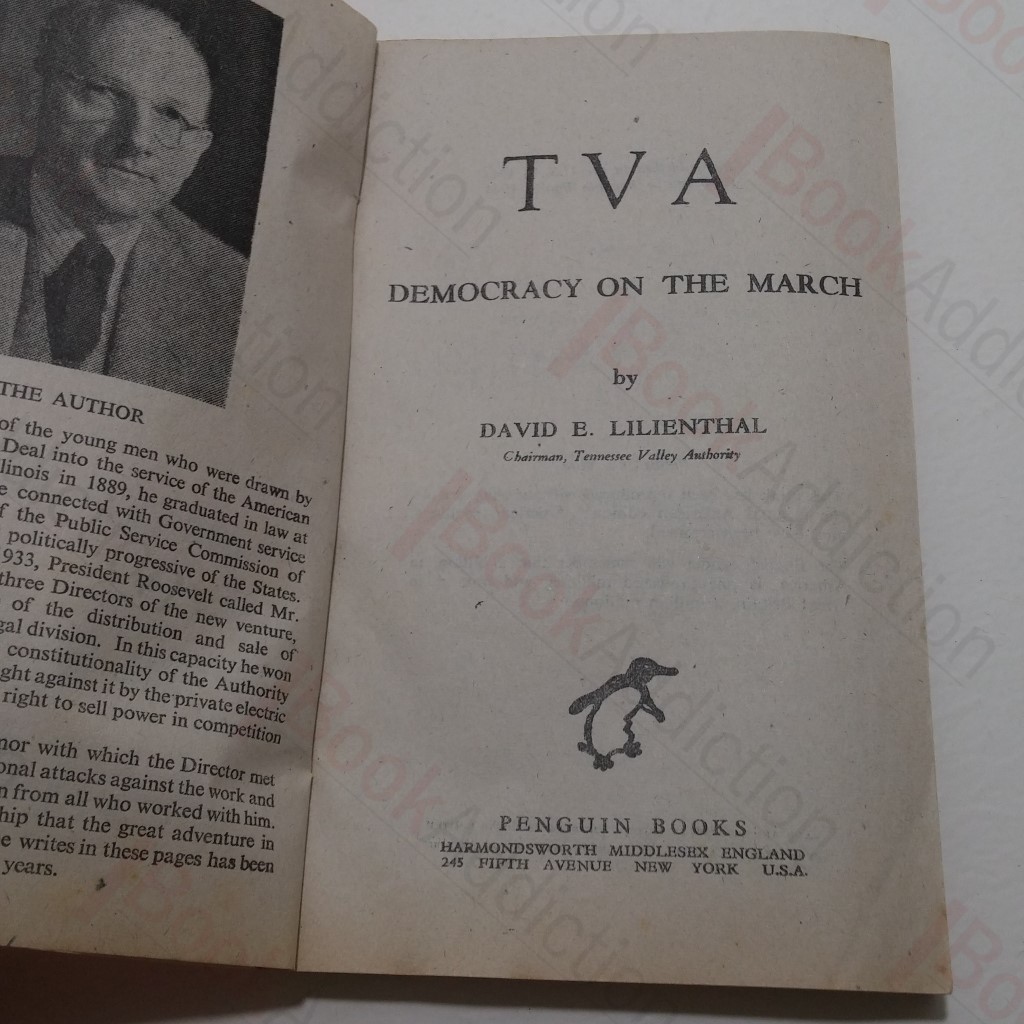 THE AUTHOR
of the young men who were drawn by
Deal into the service of the American
llinois in 1889, he graduated in law at
e connected with Government service
f the Public Service Commission of
politically progressive of the States.
1933, President Roosevelt called Mr.
three Directors of the new venture,
of the distribution and sale of
gal division. In this capacity he won
constitutionality of the Authority
ght against it by the private electric
right to sell power in competition
nor with which the Director met
onal attacks against the work and
n from all who worked with him.
hip that the great adventure in
e writes in these pages has been
years.
TVA
DEMOCRACY ON THE MARCH
by
DAVID E. LILIENTHAL
Chairman, Tennessee Valley Authority
PENGUIN BOOKS
HARMONDSWORTH MIDDLESEX ENGLAND
245 FIFTH AVENUE NEW YORK U.S.A.
BookAddiction
BookAddiction
BookAddiction
BookAddiction